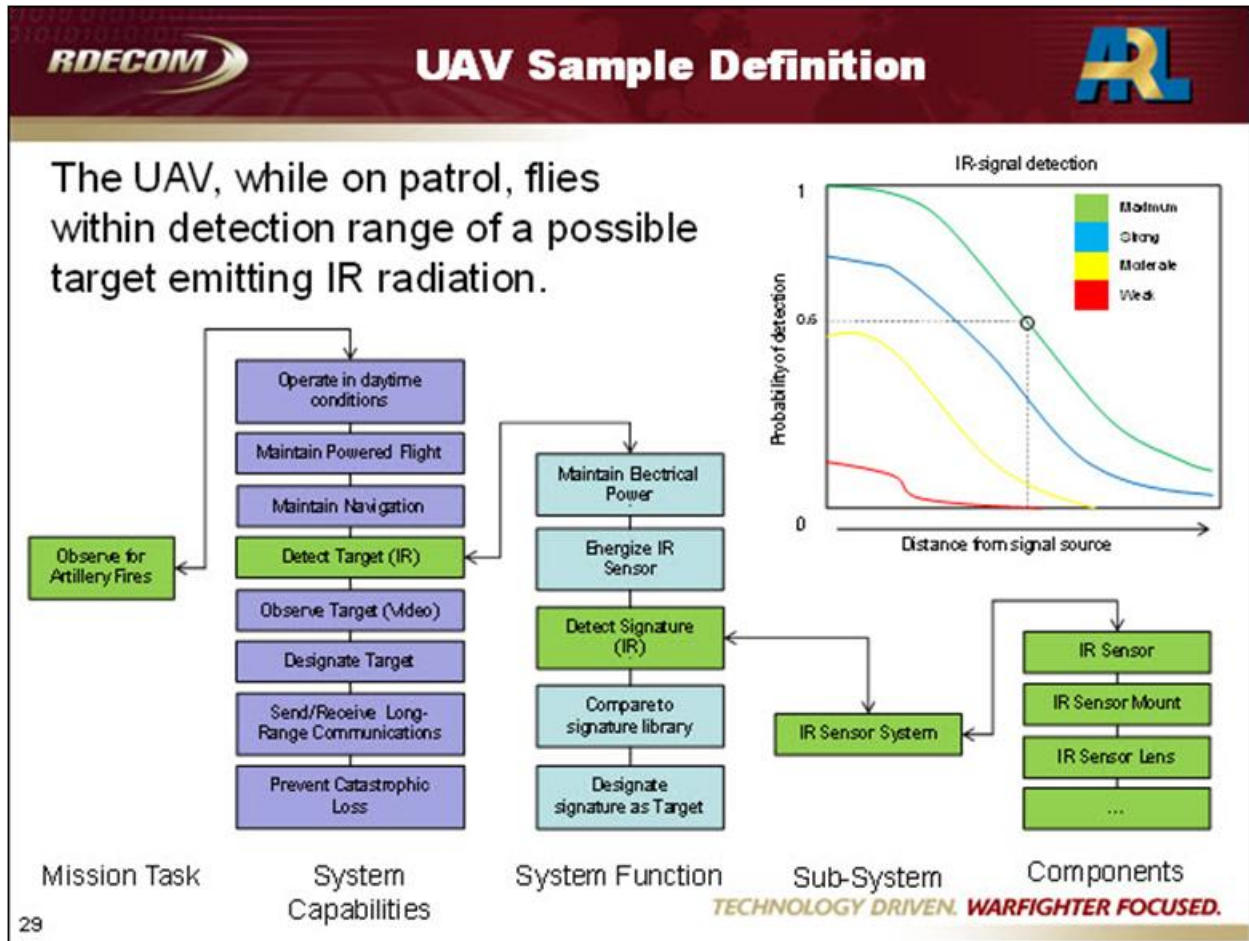 RDECOM
UAV Sample Definition
ARL
The UAV, while on patrol, flies
within detection range of a possible
target emitting IR radiation.
IR-signal detection
1
0.6
0
Probability of detection
Distance from signal source
Maximum
Strong
Moderate
Weak
Observe for
Artillery Fires
Operate in daytime
conditions
Maintain Powered Flight
Maintain Navigation
Detect Target (IR)
Observe Target (Video)
Designate Target
Send/Receive Long-
Range Communications
Prevent Catastrophic
Loss
Maintain Electrical
Power
Energize IR
Sensor
Detect Signature
(IR)
Compare to
signature library
Designate
signature as Target
IR Sensor System
IR Sensor
IR Sensor Mount
IR Sensor Lens
...
Mission Task
System
Capabilities
System Function
Sub-System
Components
TECHNOLOGY DRIVEN. WARFIGHTER FOCUSED.
29